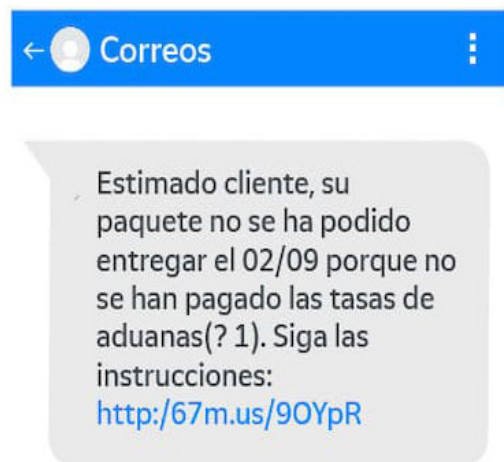 Correos
Estimado cliente, su
paquete no se ha podido
entregar el 02/09 porque no
se han pagado las tasas de
aduanas(? 1). Siga las
instrucciones:
http:/67m.us/9OYpR